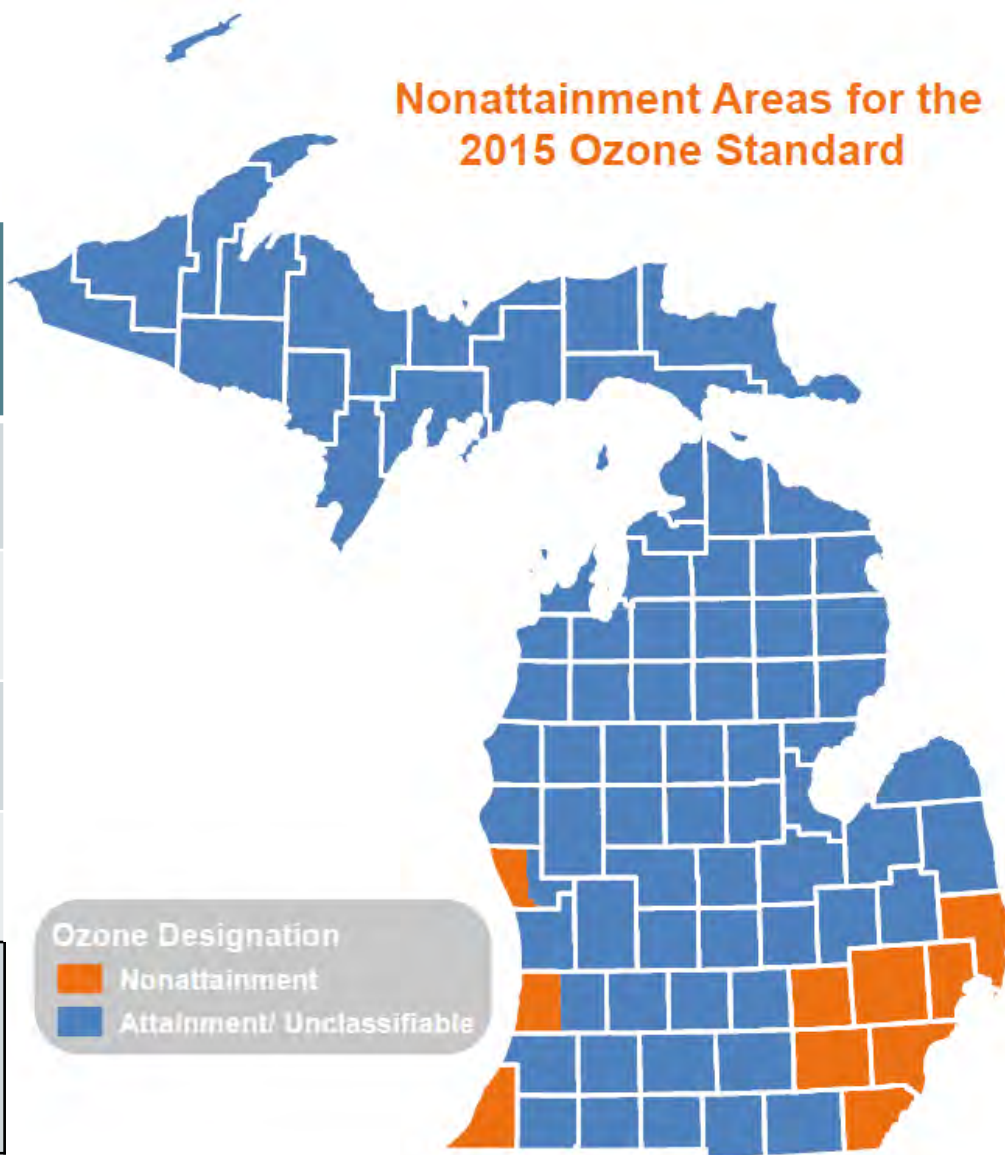 Nonattainment Areas for the
2015 Ozone Standard
Ozone Designation
Nonattainment
Attainment/ Unclassifiable